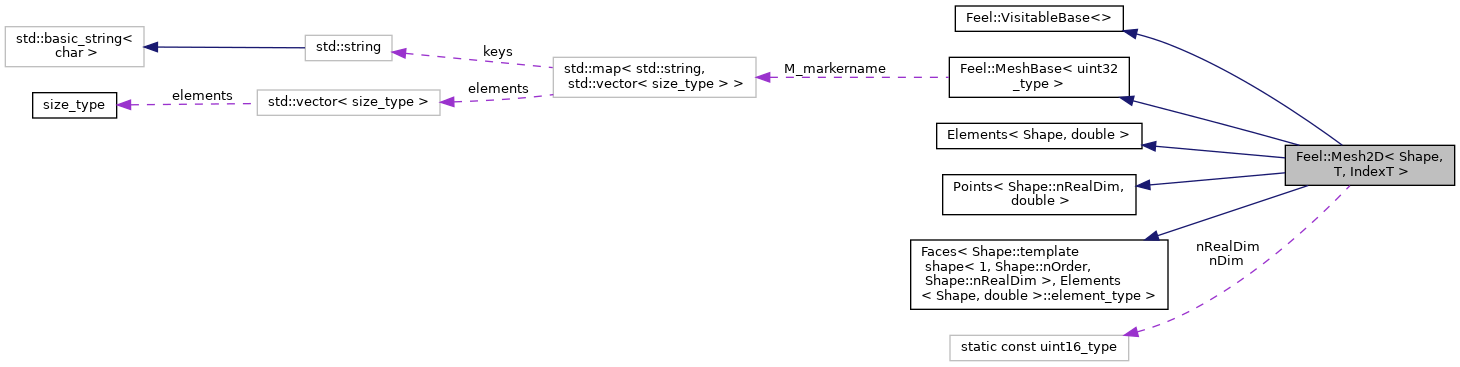 std::basic_string<
char >
std::string
size_type
elements
std::vector< size_type >
keys
elements
std::map< std::string,
std::vector< size_type > >
M_markername
Feel::VisitableBase<>
Feel::MeshBase< uint32
_type >
Elements< Shape, double >
Points< Shape::nRealDim,
double >
Faces< Shape::template
shape< 1, Shape::nOrder,
Shape::nRealDim >, Elements
< Shape, double >::element_type >
static const uint16_type
nRealDim
nDim
Feel::Mesh2D< Shape,
T, IndexT >